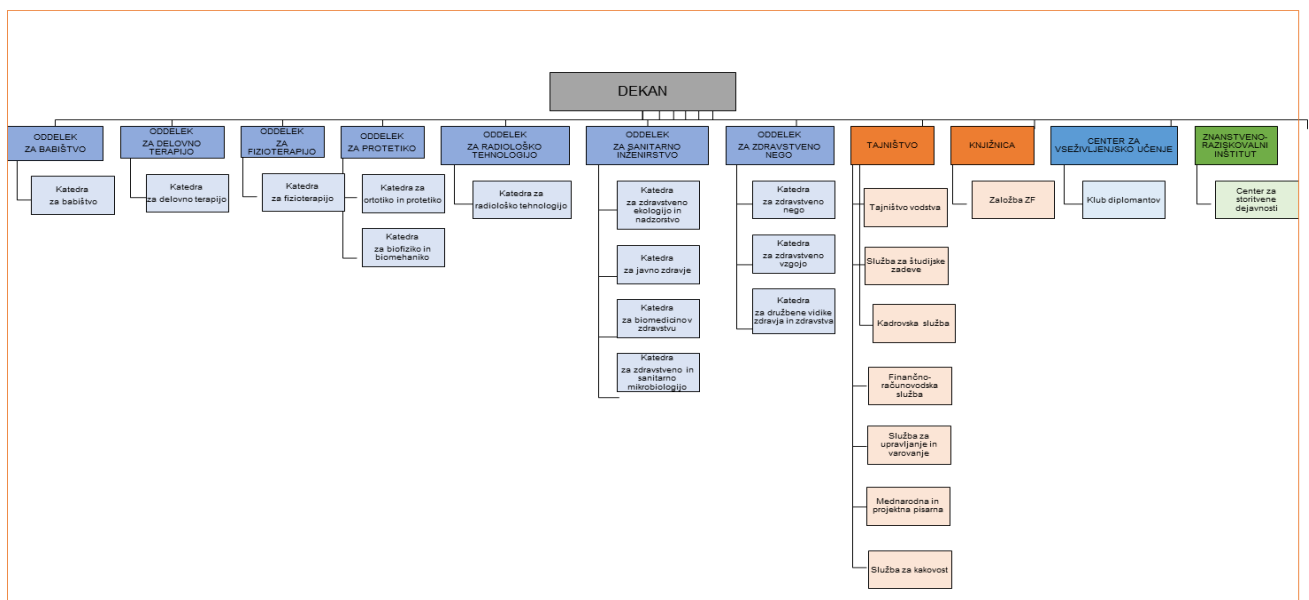 DEKAN
ODDELEK
ZA BABIŠTVO
ODDELEK
ZA DELOVNO
TERAPIJO
ODDELEK
ZA
FIZIOTERAPIJO
ODDELEK
ZA PROTETIKO
ODDELEK
ZA RADIOLOŠKO
TEHNOLOGIJO
ODDELEK
ZA SANITARNO
INŽENIRSTVO
ODDELEK
ZA ZDRAVSTVENO
NEGO
TAJNIŠTVO
KNJIŽNICA
CENTER ZA
VSEŽIVLJENJSKO UČENJE
ZNANSTVENO-
RAZISKOVALNI
INŠTITUT
Katedra
za babištvo
Katedra
za delovno terapijo
Katedra
za fizioterapijo
Katedra za
ortotiko in protetiko
Katedra
za biofiziko in
biomehaniko
Katedra za
radiološko tehnologijo
Katedra
za zdravstveno
ekologijo in
nadzorstvo
Katedra
za javno zdravje
Katedra
za biomedicinov
zdravstvu
Katedra
za zdravstveno in
sanitarno
mikrobiologijo
Katedra
za zdravstveno
nego
Katedra
za zdravstveno
vzgojo
Katedra
za družbene vidike
zdravja in zdravstva
Tajništvo vodstva
Služba za študijske
zadeve
Kadrovska služba
Finančno-
računovodska
služba
Služba za
upravljanje in
varovanje
Mednarodna in
projektna pisarna
Služba za kakovost
Založba ZF
Klub diplomantov
Center za
storitvene
dejavnosti